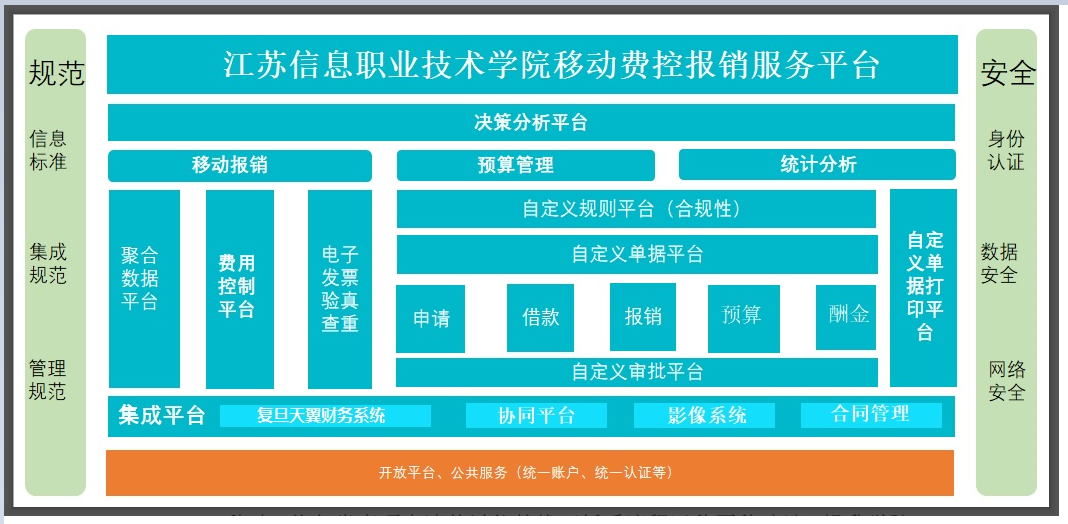 规范
信息
标准
集成
规范
管理
规范
江苏信息职业技术学院移动费控报销服务平台
决策分析平台
移动报销
预算管理
统计分析
聚合
数据
平台
费用
控制
平台
电子
发票
验真
查重
自定义规则平台（合规性）
自定义单据平台
申请
借款
报销
预算
酬金
自定义审批平台
自定
义单
据打
印平
台
集成平台
复旦天翼财务系统
协同平台
影像系统
合同管理
开放平台、公共服务（统一账户、统一认证等）
安全
身份
认证
数据
安全
网络
安全